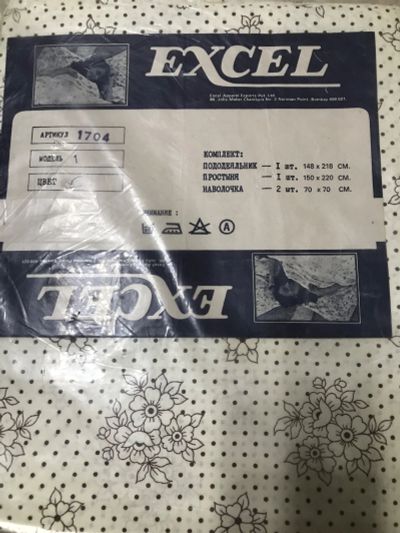 EXCEL
Excel Apparel Exports Pvt. Ltd.
АРТИКУЛ 1704
МОДЕЛЬ 1
ЦВЕТ
КОМПЛЕКТ:
ПОДОДЕЯЛЬНИК — I шт. 148 x 218 СМ.
ПРОСТЫНЯ — I шт. 150 x 220 СМ.
НАВОЛОЧКА — 2 шт. 70 x 70 СМ.
ВНИМАНИЕ :
A
EXCEL